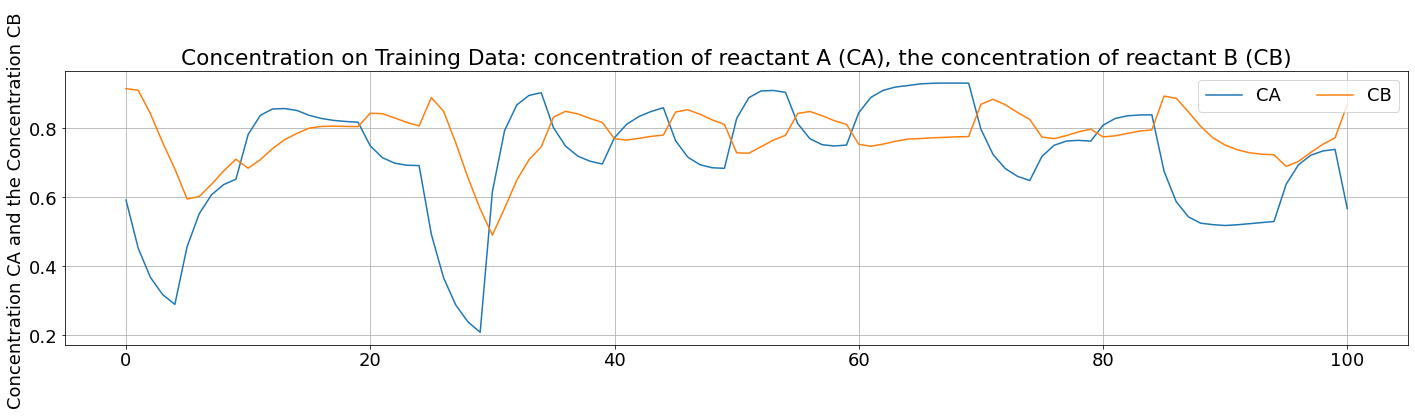 Concentration on Training Data: concentration of reactant A (CA), the concentration of reactant B (CB)
Concentration CA and the Concentration CB
CA CB
0.8
0.6
0.4
0.2
0 20 40 60 80 100